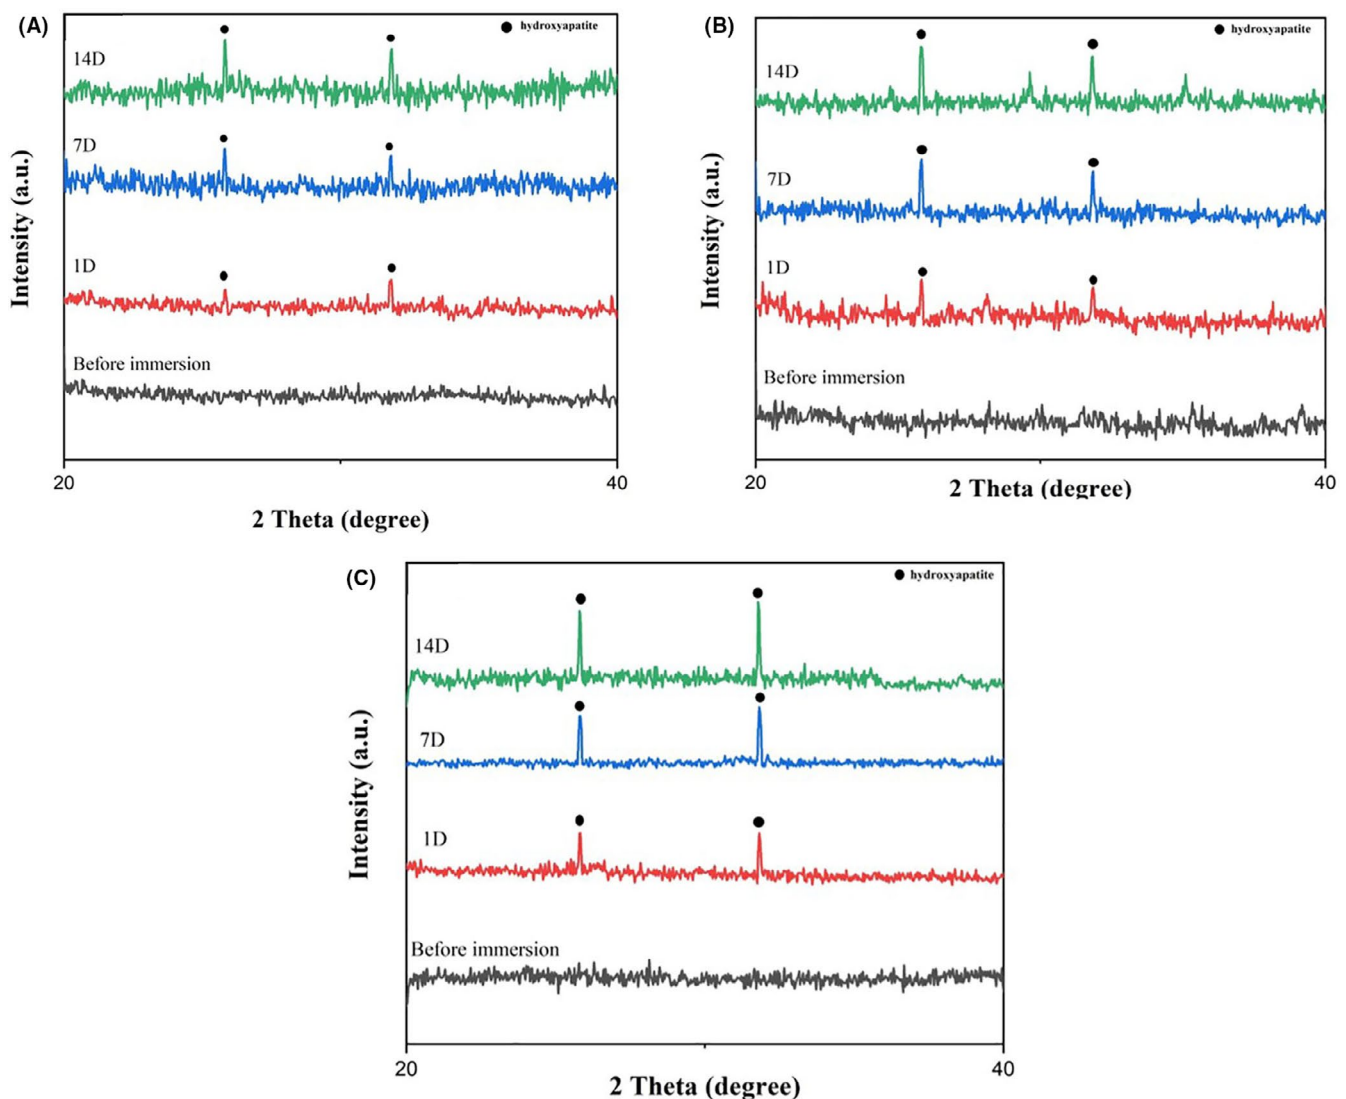 (A)
hydroxyapatite
14D
7D
1D
Before immersion
Intensity (a.u.)
20
40
2 Theta (degree)
(B)
hydroxyapatite
14D
7D
1D
Before immersion
Intensity (a.u.)
20
40
2 Theta (degree)
(C)
hydroxyapatite
14D
7D
1D
Before immersion
Intensity (a.u.)
20
40
2 Theta (degree)